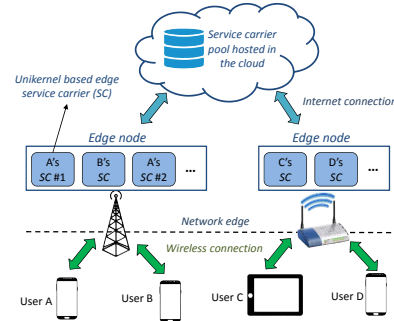 Service carrier
pool hosted in
the cloud
Unikernel based edge
service carrier (SC)
Internet connection
Edge node
Edge node
A's
SC #1
B's
SC
A's
SC #2
...
C's
SC
D's
SC
...
Network edge
Wireless connection
User A
User B
User C
User D